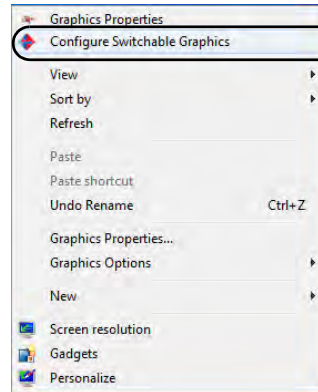 Graphics Properties
Configure Switchable Graphics
View
Sort by
Refresh
Paste
Paste shortcut
Undo Rename Ctrl+Z
Graphics Properties...
Graphics Options
New
Screen resolution
Gadgets
Personalize